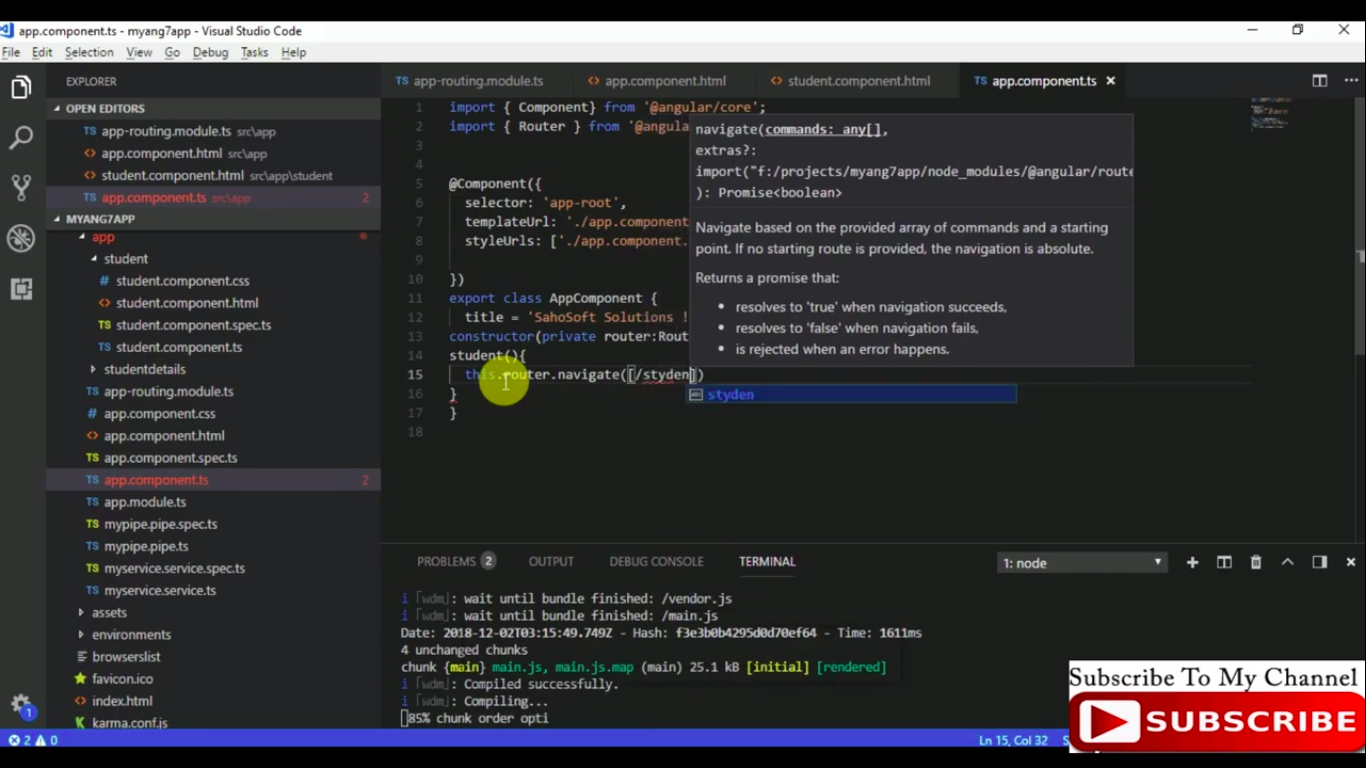 app.component.ts - myang7app - Visual Studio Code
File Edit Selection View Go Debug Tasks Help
EXPLORER
OPEN EDITORS
TS app-routing.module.ts src\app
<> app.component.html src\app
<> student.component.html src\app\student
TS app.component.ts src\app 2
MYANG7APP
app
student
# student.component.css
<> student.component.html
TS student.component.spec.ts
TS student.component.ts
studentdetails
TS app-routing.module.ts
# app.component.css
<> app.component.html
TS app.component.spec.ts
TS app.component.ts 2
TS app.module.ts
TS mypipe.pipe.spec.ts
TS mypipe.pipe.ts
TS myservice.service.spec.ts
TS myservice.service.ts
assets
environments
browserslist
favicon.ico
<> index.html
karma.conf.js
1
TS app-routing.module.ts <> app.component.html <> student.component.html TS app.component.ts
1 import { Component} from '@angular/core';
2 import { Router } from '@angula
3
4
5 @Component({
6 selector: 'app-root',
7 templateUrl: './app.component
8 styleUrls: ['./app.component.
9
10 })
11 export class AppComponent {
12 title = 'SahoSoft Solutions !
13 constructor(private router:Rout
14 student(){
15 this.router.navigate([/styden])
16 }
17 }
18
navigate(commands: any[],
extras?:
import("f:/projects/myang7app/node_modules/@angular/route
): Promise<boolean>
Navigate based on the provided array of commands and a starting
point. If no starting route is provided, the navigation is absolute.
Returns a promise that:
• resolves to 'true' when navigation succeeds,
• resolves to 'false' when navigation fails,
• is rejected when an error happens.
abc styden
PROBLEMS 2 OUTPUT DEBUG CONSOLE TERMINAL 1: node
i ｢wdm｣: wait until bundle finished: /vendor.js
i ｢wdm｣: wait until bundle finished: /main.js
Date: 2018-12-02T03:15:49.749Z - Hash: f3e3b0b4295d0d70ef64 - Time: 1611ms
4 unchanged chunks
chunk {main} main.js, main.js.map (main) 25.1 kB [initial] [rendered]
i ｢wdm｣: Compiled successfully.
i ｢wdm｣: Compiling...
85% chunk order opti
2 0 Ln 15, Col 32
Subscribe To My Channel
SUBSCRIBE